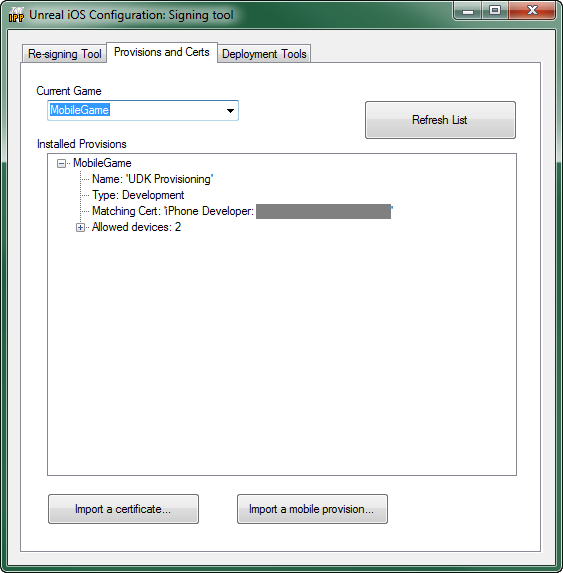 Unreal iOS Configuration: Signing tool
Re-signing Tool
Provisions and Certs
Deployment Tools
Current Game
MobileGame
Refresh List
Installed Provisions
MobileGame
Name: 'UDK Provisioning'
Type: Development
Matching Cert: 'iPhone Developer: '
Allowed devices: 2
Import a certificate...
Import a mobile provision...